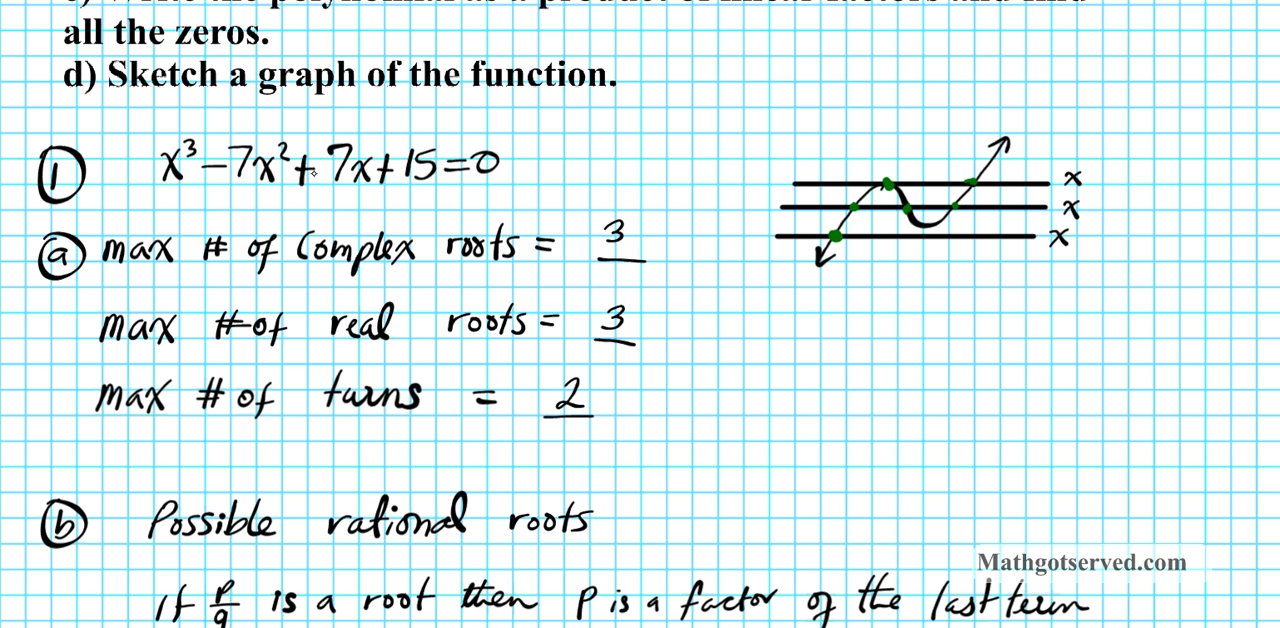 all the zeros.
d) Sketch a graph of the function.
① x³-7x²+7x+15=0
ⓐ max # of Complex roots = 3
max # of real roots = 3
max # of turns = 2
x
x
x
ⓑ Possible rational roots
Mathgotserved.com
If p/q is a root then p is a factor of the last term